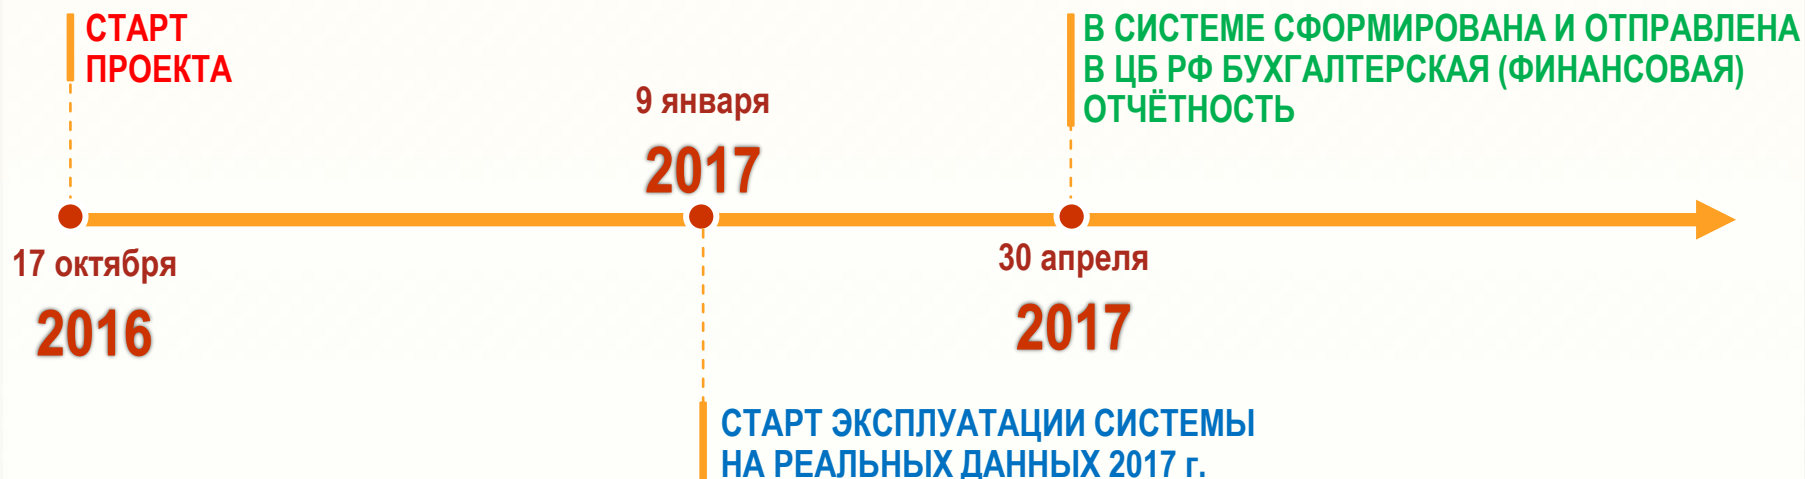 СТАРТ
ПРОЕКТА
17 октября
2016
9 января
2017
СТАРТ ЭКСПЛУАТАЦИИ СИСТЕМЫ
НА РЕАЛЬНЫХ ДАННЫХ 2017 г.
В СИСТЕМЕ СФОРМИРОВАНА И ОТПРАВЛЕНА
В ЦБ РФ БУХГАЛТЕРСКАЯ (ФИНАНСОВАЯ)
ОТЧЁТНОСТЬ
30 апреля
2017